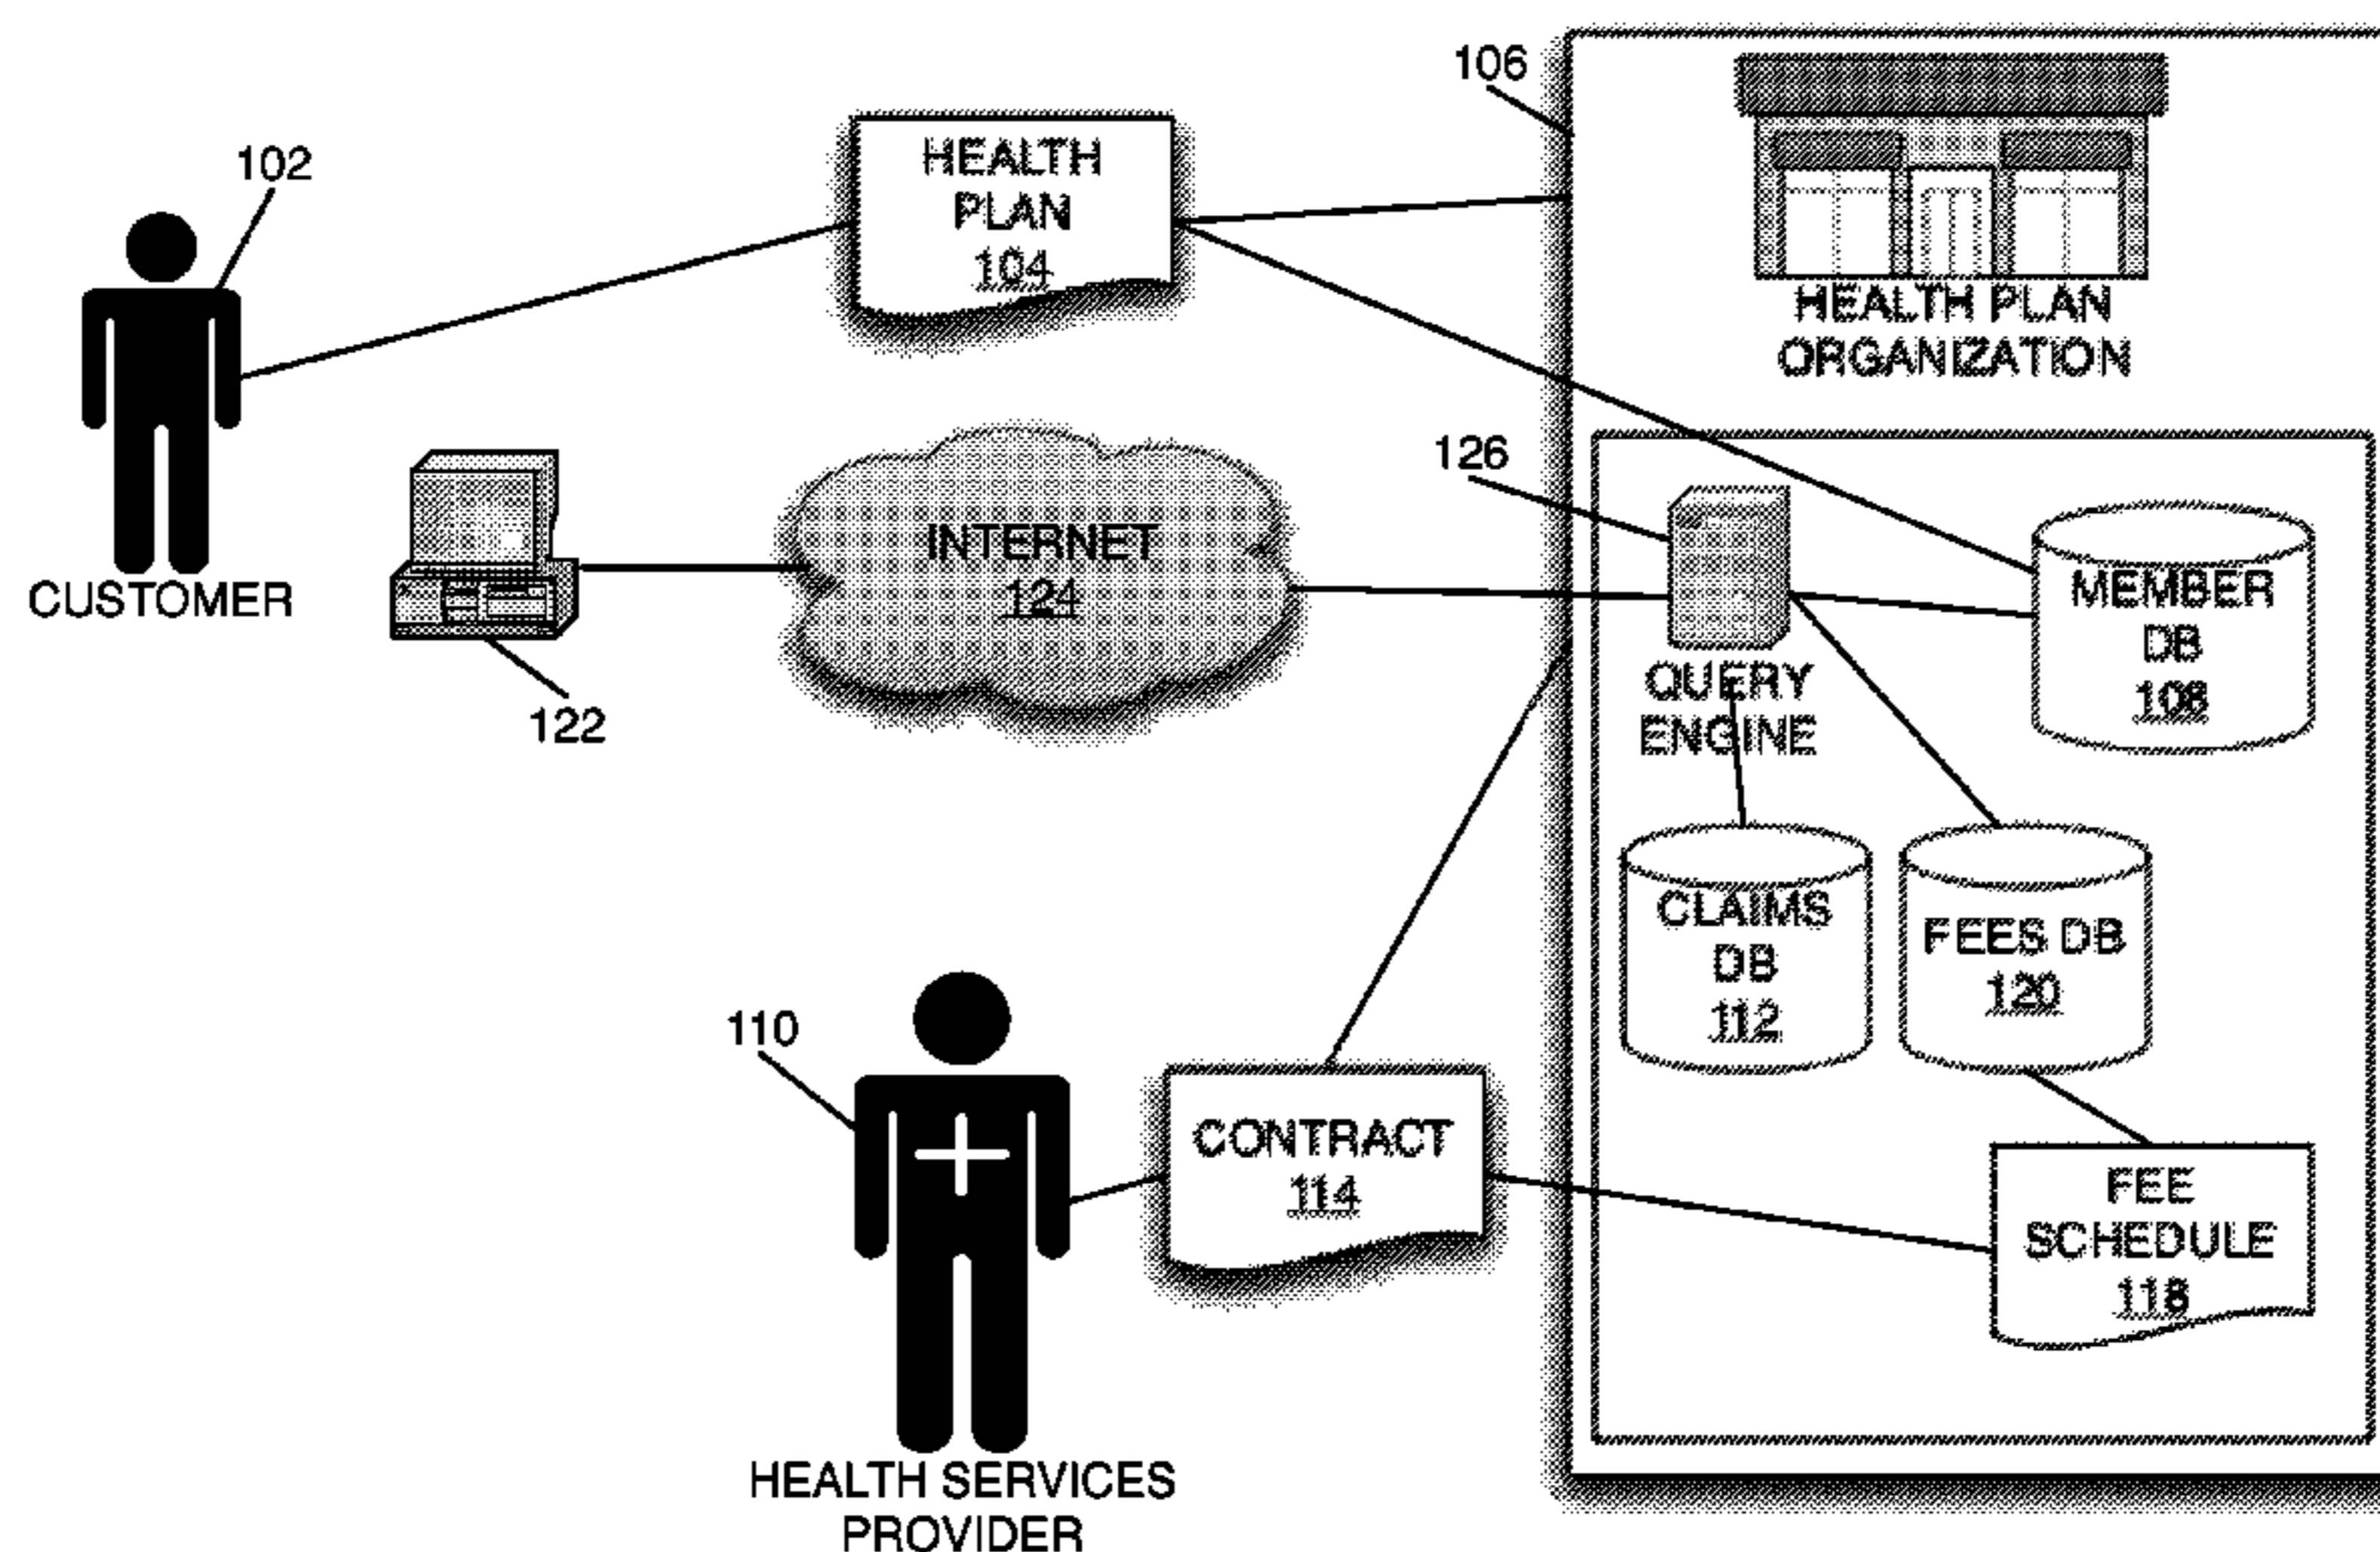 106
102
HEALTH
PLAN
104
HEALTH PLAN
ORGANIZATION
126
INTERNET
124
CUSTOMER
122
QUERY
ENGINE
MEMBER
DB
108
CLAIMS
DB
112
FEES DB
120
110
CONTRACT
114
FEE
SCHEDULE
118
HEALTH SERVICES
PROVIDER